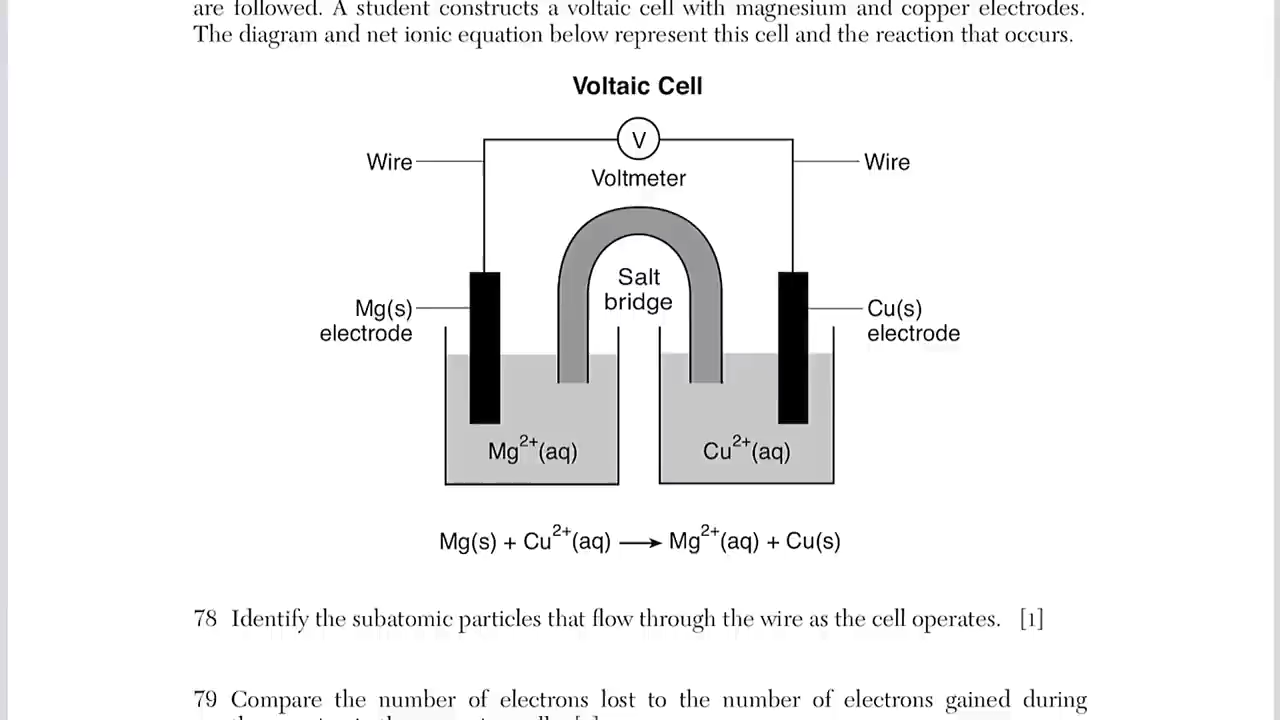 are followed. A student constructs a voltaic cell with magnesium and copper electrodes.
The diagram and net ionic equation below represent this cell and the reaction that occurs.
Voltaic Cell
Wire
V
Wire
Voltmeter
Salt
bridge
Mg(s)
electrode
Cu(s)
electrode
Mg²⁺(aq)
Cu²⁺(aq)
Mg(s) + Cu²⁺(aq) ⟶ Mg²⁺(aq) + Cu(s)
78 Identify the subatomic particles that flow through the wire as the cell operates. [1]
79 Compare the number of electrons lost to the number of electrons gained during